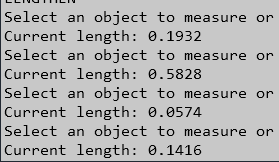 LENGTHEN
Select an object to measure or
Current length: 0.1932
Select an object to measure or
Current length: 0.5828
Select an object to measure or
Current length: 0.0574
Select an object to measure or
Current length: 0.1416